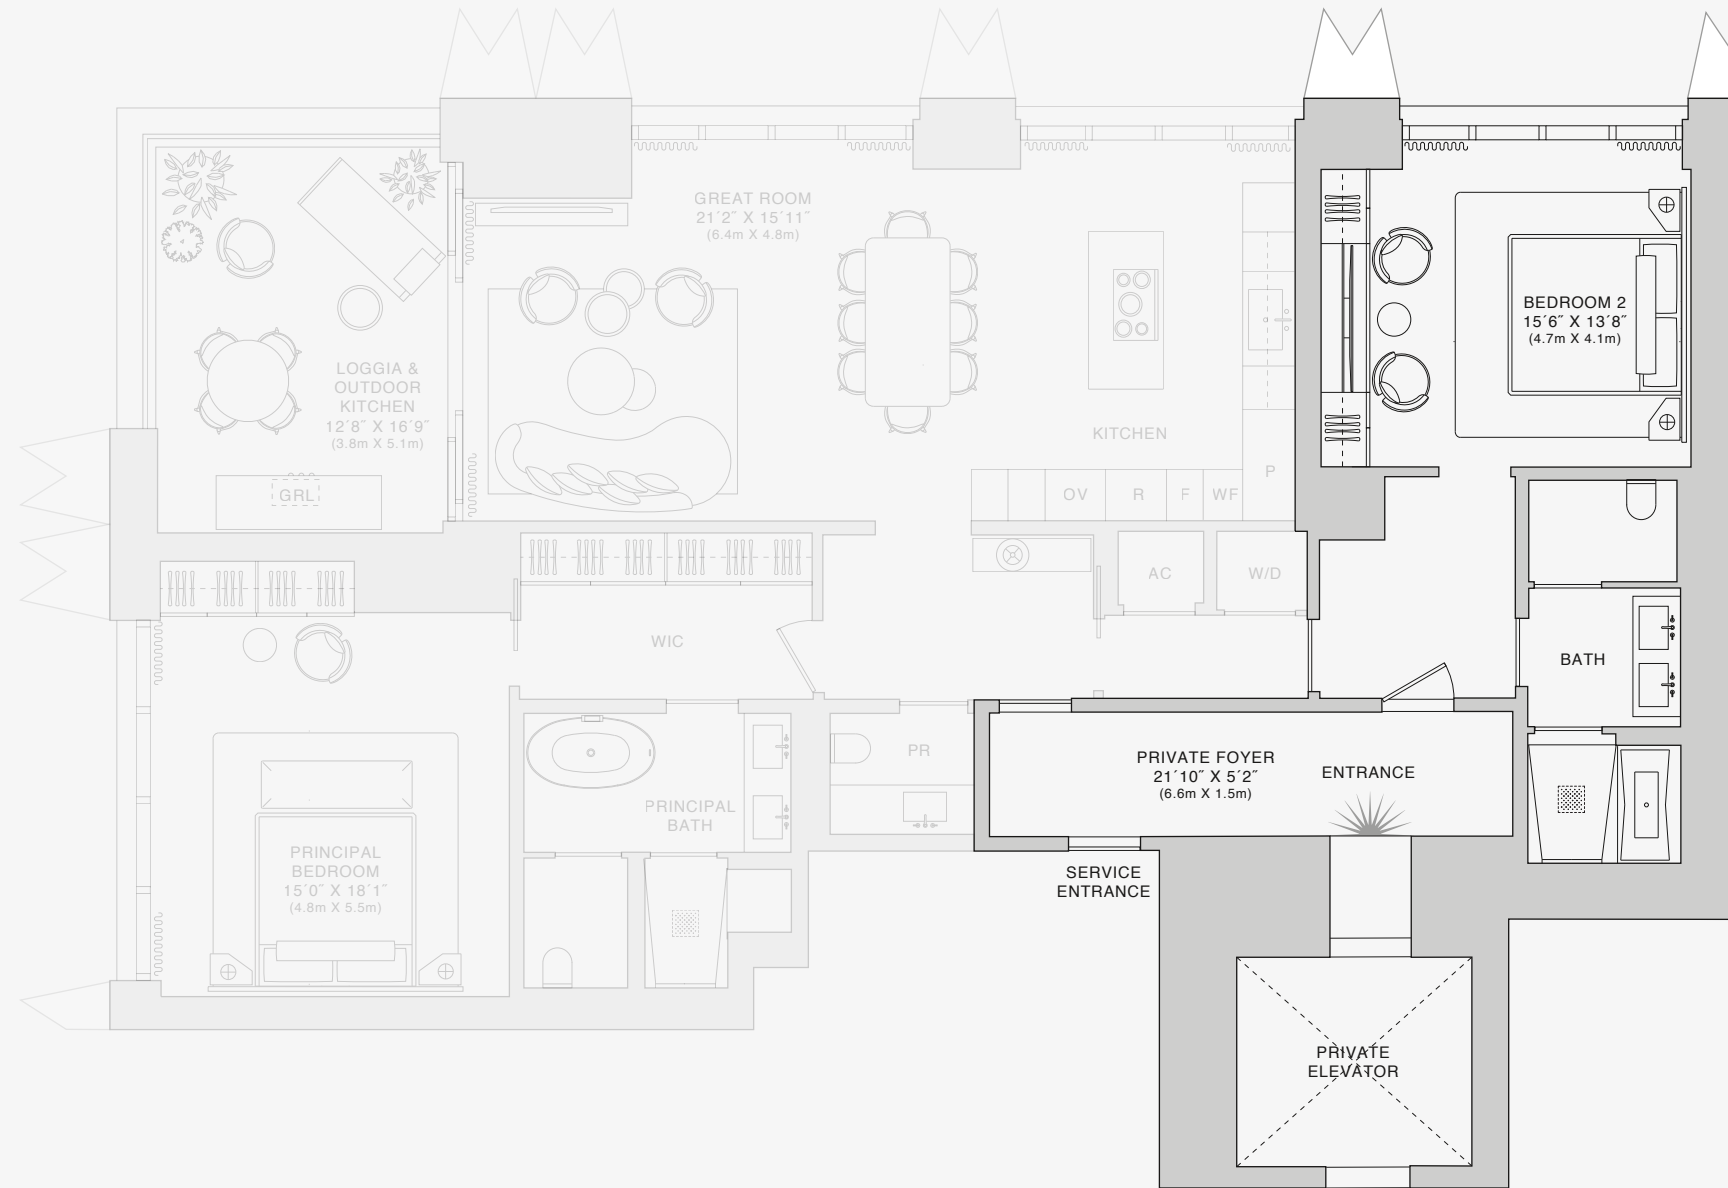 GREAT ROOM
21´2˝ X 15´11˝
(6.4m X 4.8m)
LOGGIA &
OUTDOOR
KITCHEN
12´8˝ X 16´9˝
(3.8m X 5.1m)
GRL
KITCHEN
OV
R
F
WF
P
BEDROOM 2
15´6˝ X 13´8˝
(4.7m X 4.1m)
AC
W/D
WIC
BATH
PRINCIPAL
BATH
PR
PRIVATE FOYER
21´10˝ X 5´2˝
(6.6m X 1.5m)
ENTRANCE
PRINCIPAL
BEDROOM
15´0˝ X 18´1˝
(4.8m X 5.5m)
SERVICE
ENTRANCE
PRIVATE
ELEVATOR